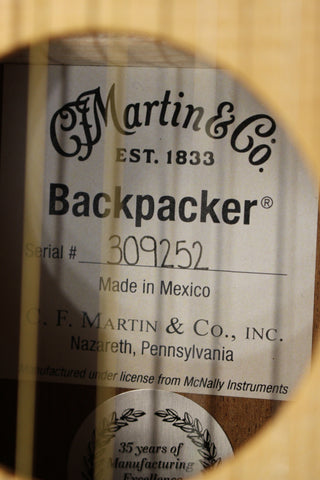 C.F. Martin & Co.
EST. 1833
Backpacker®
Serial # 309252
Made in Mexico
C. F. MARTIN & CO., INC.
Nazareth, Pennsylvania
Manufactured under license from McNally Instruments
35 years of
Manufacturing
Excellence